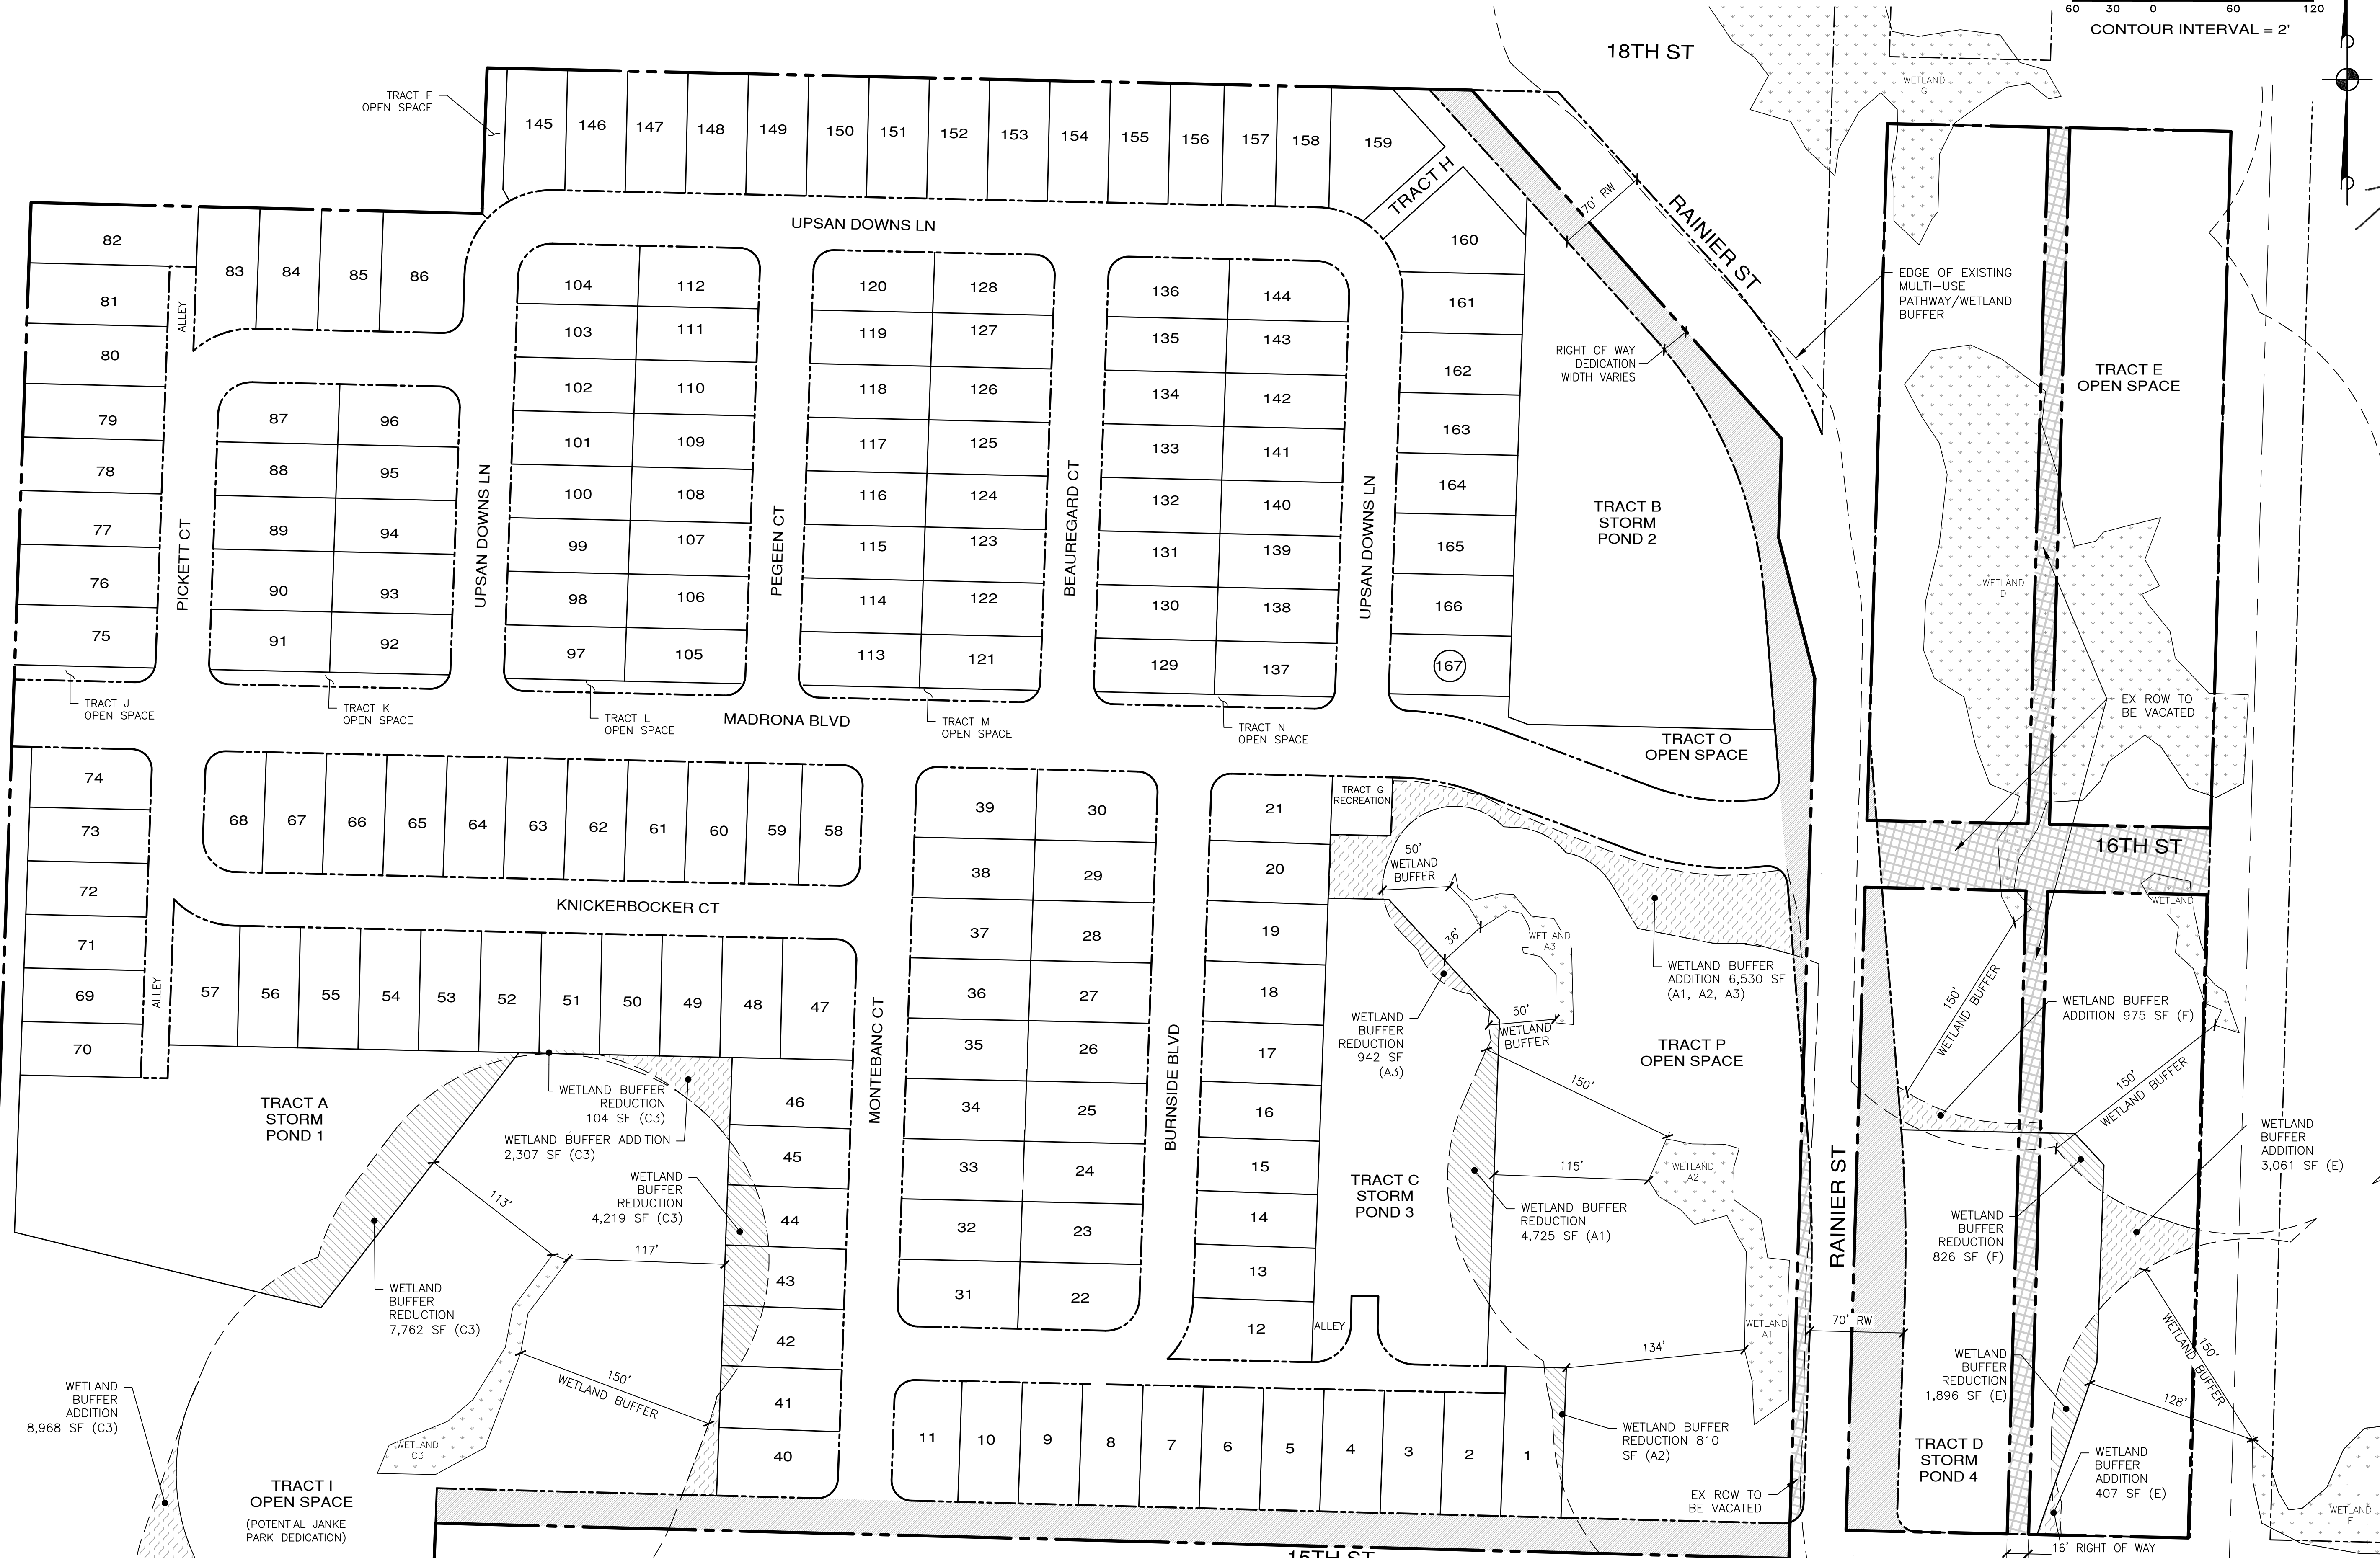 60 30 0 60 120
CONTOUR INTERVAL = 2'
18TH ST
WETLAND
G
TRACT F
OPEN SPACE
145 146 147 148 149 150 151 152 153 154 155 156 157 158 159
TRACT H
70' RW
RAINIER ST
UPSAN DOWNS LN
82
83 84 85 86
81
ALLEY
80
79
78
77
76
75
PICKETT CT
87 96
88 95
89 94
90 93
91 92
UPSAN DOWNS LN
104 112
103 111
102 110
101 109
100 108
99 107
98 106
97 105
PEGEEN CT
120 128
119 127
118 126
117 125
116 124
115 123
114 122
113 121
BEAUREGARD CT
136 144
135 143
134 142
133 141
132 140
131 139
130 138
129 137
UPSAN DOWNS LN
160
161
162
163
164
165
166
167
RIGHT OF WAY
DEDICATION
WIDTH VARIES
TRACT B
STORM
POND 2
EDGE OF EXISTING
MULTI-USE
PATHWAY/WETLAND
BUFFER
TRACT E
OPEN SPACE
WETLAND
D
EX ROW TO
BE VACATED
TRACT J
OPEN SPACE
TRACT K
OPEN SPACE
TRACT L
OPEN SPACE
MADRONA BLVD
TRACT M
OPEN SPACE
TRACT N
OPEN SPACE
TRACT O
OPEN SPACE
16TH ST
74
73
72
71
69
70
ALLEY
68 67 66 65 64 63 62 61 60 59 58
KNICKERBOCKER CT
57 56 55 54 53 52 51 50 49 48 47
MONTEBANC CT
39 30
38 29
37 28
36 27
35 26
34 25
33 24
32 23
31 22
BURNSIDE BLVD
21
20
19
18
17
16
15
14
13
12
ALLEY
TRACT G
RECREATION
50'
WETLAND
BUFFER
36'
WETLAND
A3
WETLAND BUFFER
ADDITION 6,530 SF
(A1, A2, A3)
WETLAND
BUFFER
REDUCTION
942 SF
(A3)
50'
WETLAND
BUFFER
TRACT P
OPEN SPACE
150'
115'
WETLAND
A2
TRACT C
STORM
POND 3
WETLAND BUFFER
REDUCTION
4,725 SF (A1)
134'
WETLAND
A1
WETLAND
F
150'
WETLAND BUFFER
WETLAND BUFFER
ADDITION 975 SF (F)
150'
WETLAND BUFFER
WETLAND
BUFFER
ADDITION
3,061 SF (E)
WETLAND
BUFFER
REDUCTION
826 SF (F)
RAINIER ST
70' RW
150'
WETLAND BUFFER
WETLAND
BUFFER
REDUCTION
1,896 SF (E)
128'
TRACT D
STORM
POND 4
WETLAND
BUFFER
ADDITION
407 SF (E)
WETLAND
E
TRACT A
STORM
POND 1
WETLAND BUFFER
REDUCTION
104 SF (C3)
WETLAND BUFFER ADDITION
2,307 SF (C3)
WETLAND
BUFFER
REDUCTION
4,219 SF (C3)
46
45
44
43
42
41
40
113'
117'
WETLAND
BUFFER
REDUCTION
7,762 SF (C3)
150'
WETLAND BUFFER
WETLAND
BUFFER
ADDITION
8,968 SF (C3)
WETLAND
C3
TRACT I
OPEN SPACE
(POTENTIAL JANKE
PARK DEDICATION)
11 10 9 8 7 6 5 4 3 2 1
WETLAND BUFFER
REDUCTION 810
SF (A2)
EX ROW TO
BE VACATED
15TH ST
16' RIGHT OF WAY